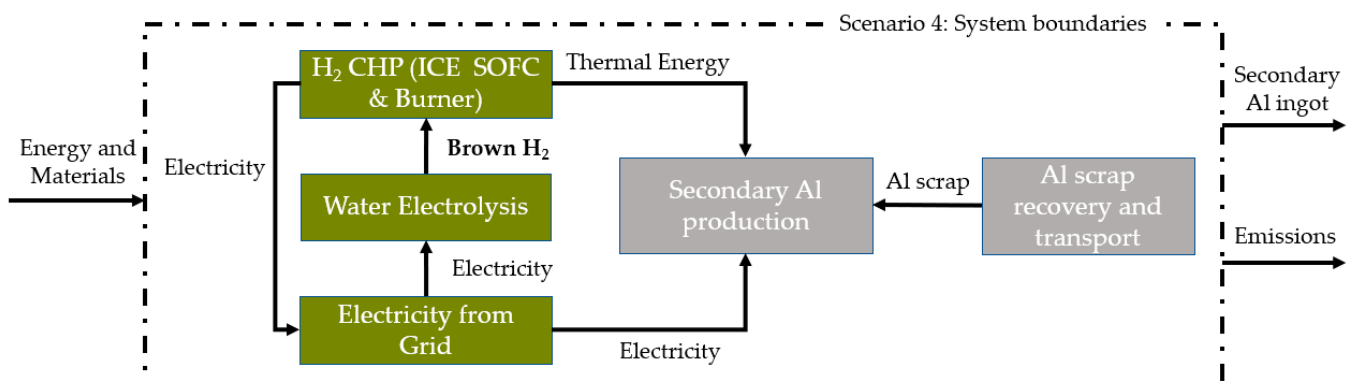 Scenario 4: System boundaries
H₂ CHP (ICE SOFC
& Burner)
Thermal Energy
Secondary
Al ingot
Energy and
Materials
Electricity
Brown H₂
Water Electrolysis
Secondary Al
production
Al scrap
Al scrap
recovery and
transport
Emissions
Electricity
Electricity from
Grid
Electricity